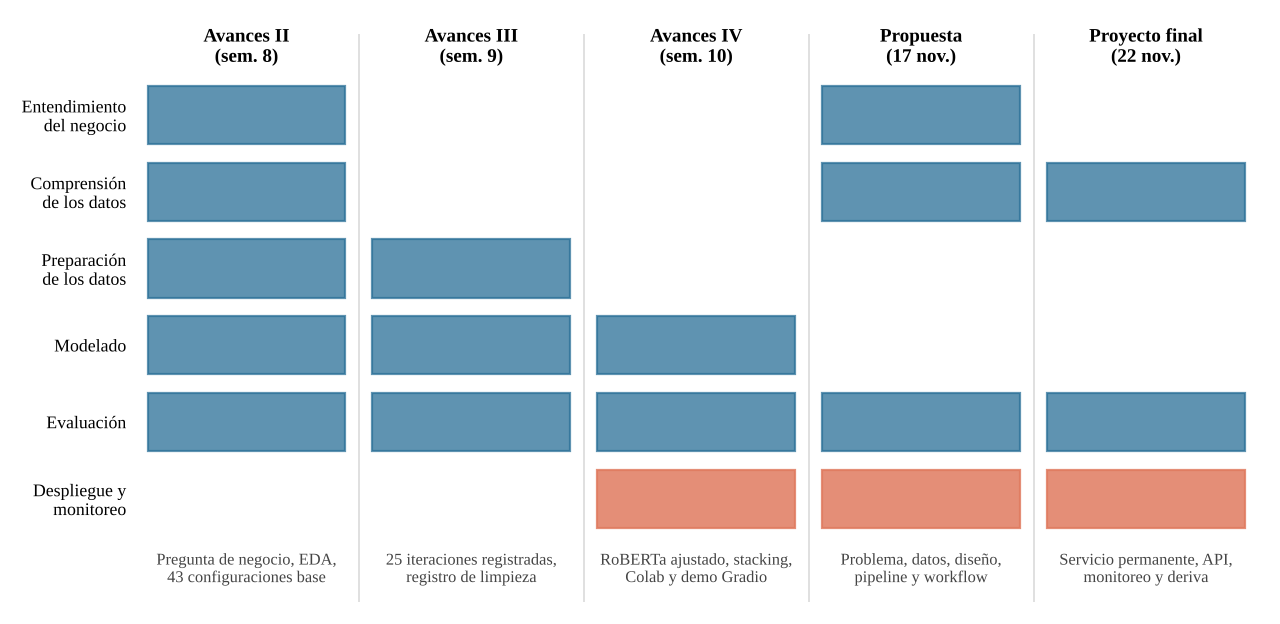 Avances II
(sem. 8)
Avances III
(sem. 9)
Avances IV
(sem. 10)
Propuesta
(17 nov.)
Proyecto final
(22 nov.)
Entendimiento
del negocio
Comprensión
de los datos
Preparación
de los datos
Modelado
Evaluación
Despliegue y
monitoreo
Pregunta de negocio, EDA,
43 configuraciones base
25 iteraciones registradas,
registro de limpieza
RoBERTa ajustado, stacking,
Colab y demo Gradio
Problema, datos, diseño,
pipeline y workflow
Servicio permanente, API,
monitoreo y deriva